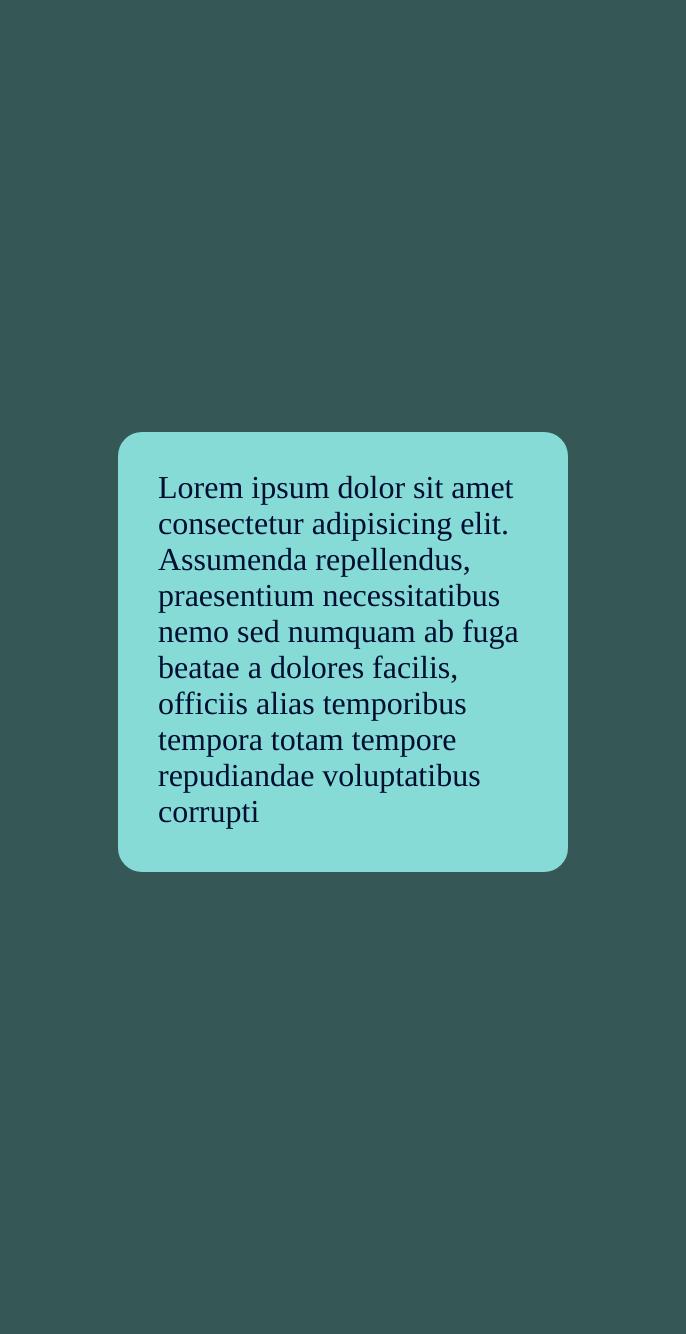 Lorem ipsum dolor sit amet
consectetur adipisicing elit.
Assumenda repellendus,
praesentium necessitatibus
nemo sed numquam ab fuga
beatae a dolores facilis,
officiis alias temporibus
tempora totam tempore
repudiandae voluptatibus
corrupti